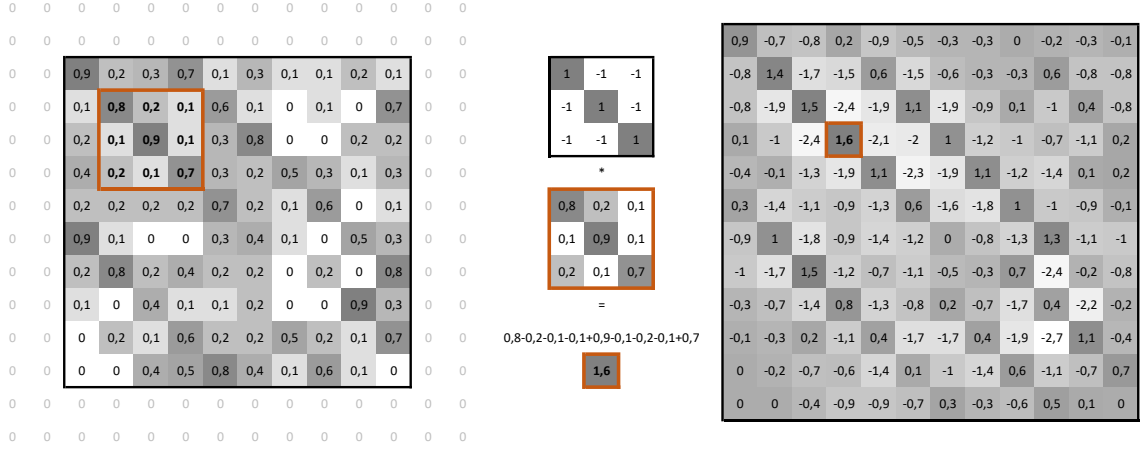 0 0 0 0 0 0 0 0 0 0 0 0 0 0
0 0 0 0 0 0 0 0 0 0 0 0 0 0
0 0 0,9 0,2 0,3 0,7 0,1 0,3 0,1 0,1 0,2 0,1 0 0
0 0 0,1 0,8 0,2 0,1 0,6 0,1 0 0,1 0 0,7 0 0
0 0 0,2 0,1 0,9 0,1 0,3 0,8 0 0 0,2 0,2 0 0
0 0 0,4 0,2 0,1 0,7 0,3 0,2 0,5 0,3 0,1 0,3 0 0
0 0 0,2 0,2 0,2 0,2 0,7 0,2 0,1 0,6 0 0,1 0 0
0 0 0,9 0,1 0 0 0,3 0,4 0,1 0 0,5 0,3 0 0
0 0 0,2 0,8 0,2 0,4 0,2 0,2 0 0,2 0 0,8 0 0
0 0 0,1 0 0,4 0,1 0,1 0,2 0 0 0,9 0,3 0 0
0 0 0 0,2 0,1 0,6 0,2 0,2 0,5 0,2 0,1 0,7 0 0
0 0 0 0 0,4 0,5 0,8 0,4 0,1 0,6 0,1 0 0 0
0 0 0 0 0 0 0 0 0 0 0 0 0 0
0 0 0 0 0 0 0 0 0 0 0 0 0 0
1 -1 -1
-1 1 -1
-1 -1 1
*
0,8 0,2 0,1
0,1 0,9 0,1
0,2 0,1 0,7
=
0,8-0,2-0,1-0,1+0,9-0,1-0,2-0,1+0,7
1,6
0,9 -0,7 -0,8 0,2 -0,9 -0,5 -0,3 -0,3 0 -0,2 -0,3 -0,1
-0,8 1,4 -1,7 -1,5 0,6 -1,5 -0,6 -0,3 -0,3 0,6 -0,8 -0,8
-0,8 -1,9 1,5 -2,4 -1,9 1,1 -1,9 -0,9 0,1 -1 0,4 -0,8
0,1 -1 -2,4 1,6 -2,1 -2 1 -1,2 -1 -0,7 -1,1 0,2
-0,4 -0,1 -1,3 -1,9 1,1 -2,3 -1,9 1,1 -1,2 -1,4 0,1 0,2
0,3 -1,4 -1,1 -0,9 -1,3 0,6 -1,6 -1,8 1 -1 -0,9 -0,1
-0,9 1 -1,8 -0,9 -1,4 -1,2 0 -0,8 -1,3 1,3 -1,1 -1
-1 -1,7 1,5 -1,2 -0,7 -1,1 -0,5 -0,3 0,7 -2,4 -0,2 -0,8
-0,3 -0,7 -1,4 0,8 -1,3 -0,8 0,2 -0,7 -1,7 0,4 -2,2 -0,2
-0,1 -0,3 0,2 -1,1 0,4 -1,7 -1,7 0,4 -1,9 -2,7 1,1 -0,4
0 -0,2 -0,7 -0,6 -1,4 0,1 -1 -1,4 0,6 -1,1 -0,7 0,7
0 0 -0,4 -0,9 -0,9 -0,7 0,3 -0,3 -0,6 0,5 0,1 0